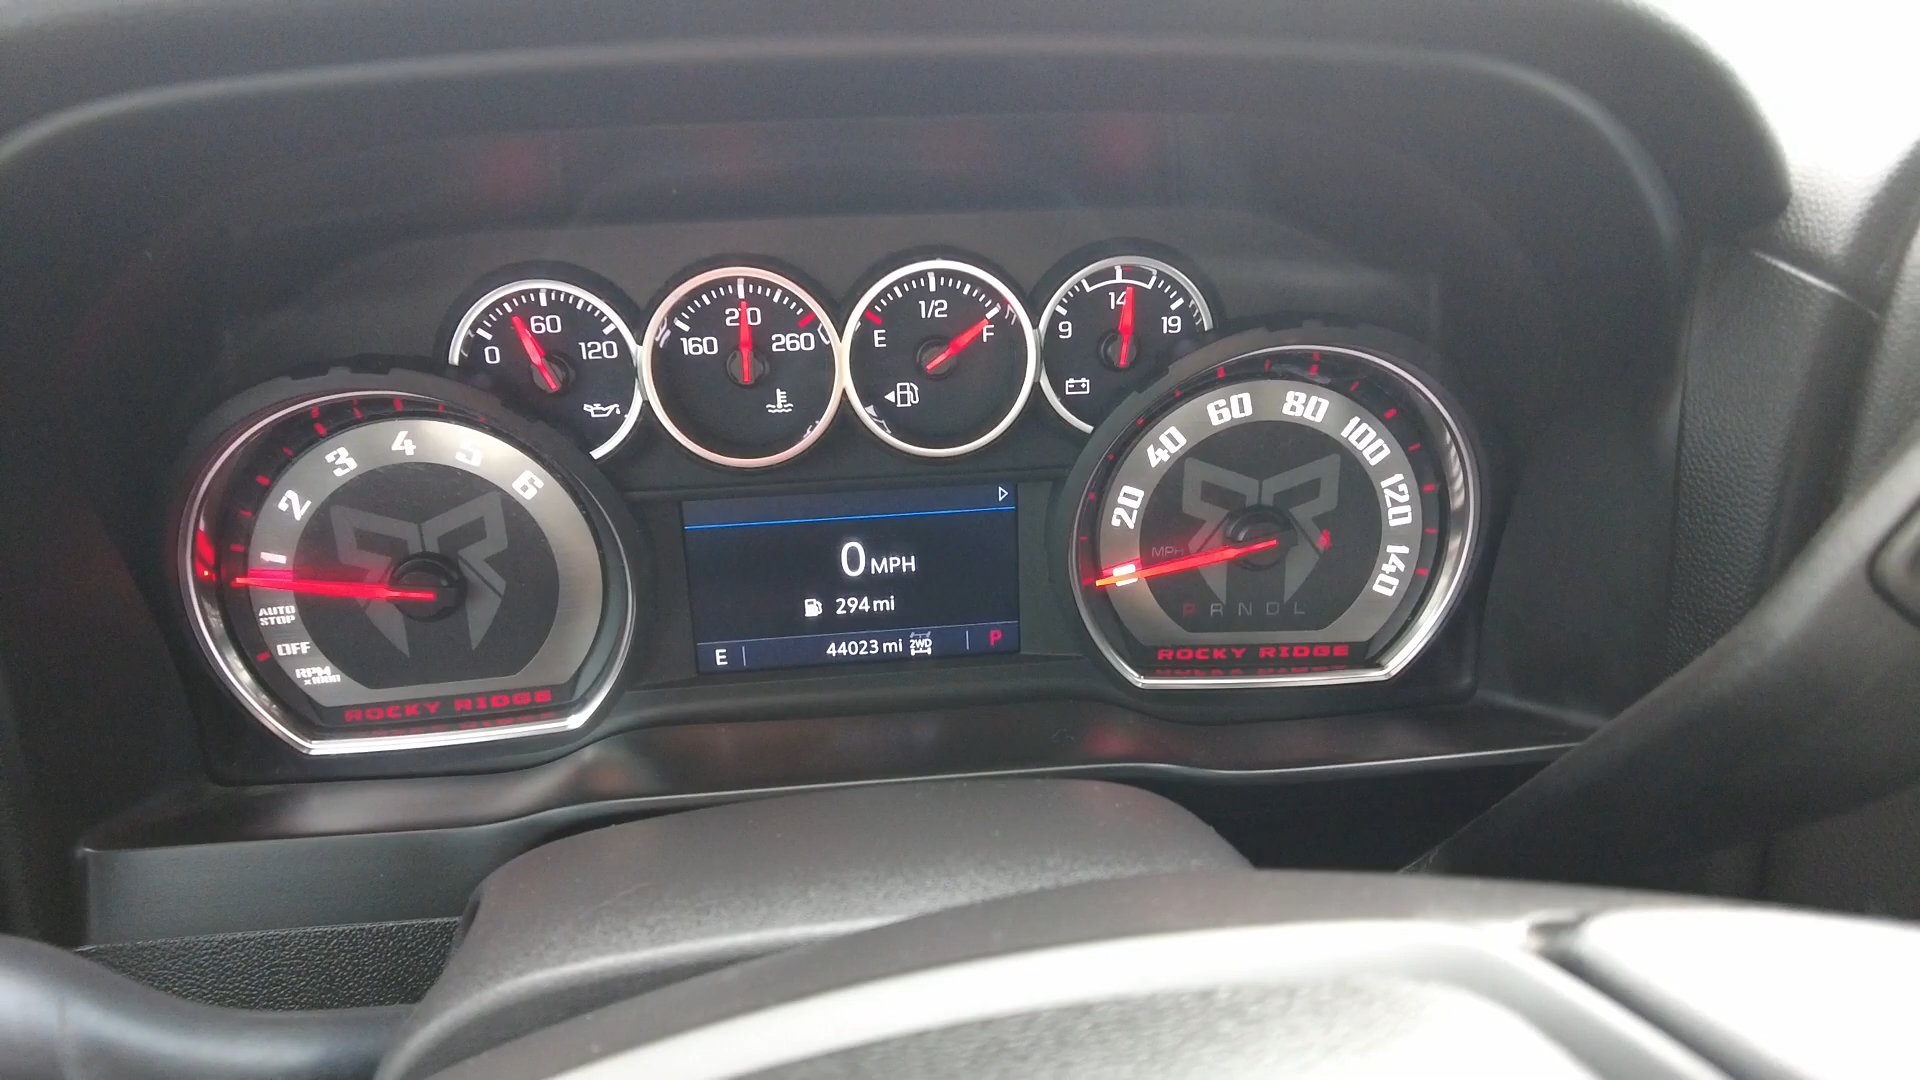 0 60 120
160 210 260
E 1/2 F
9 14 19
1 2 3 4 5 6
AUTO
STOP
OFF
RPM
x1000
ROCKY RIDGE
0 MPH
294 mi
E 44023 mi 2WD P
20 40 60 80 100 120 140
MPH
P R N D L
ROCKY RIDGE